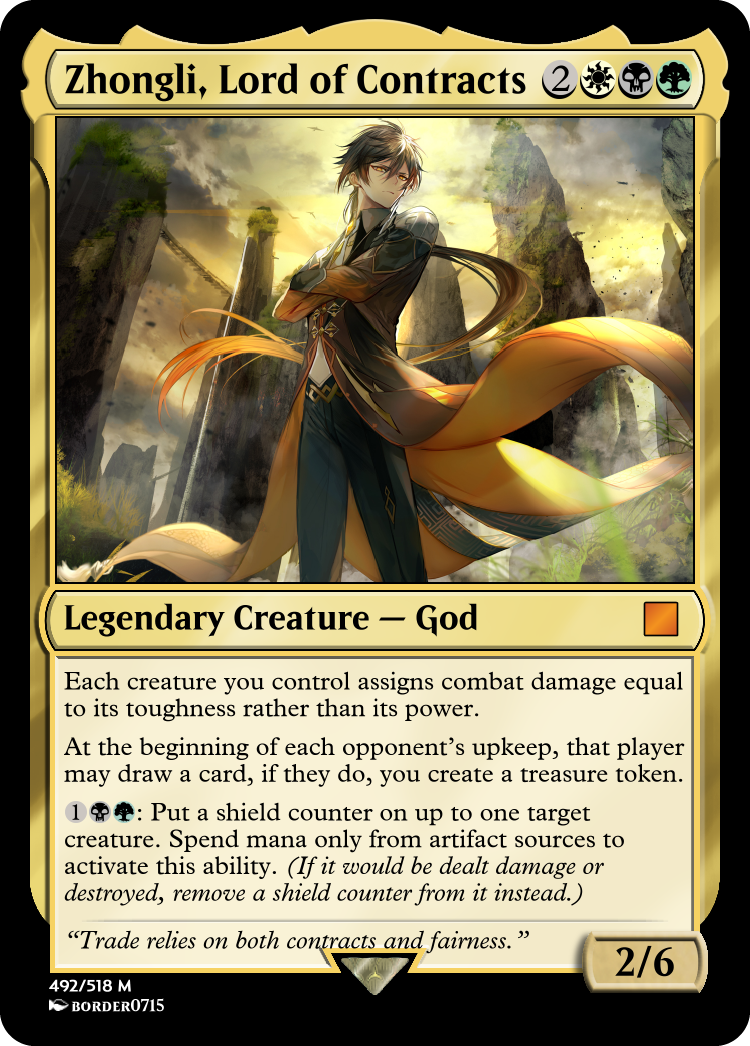 Zhongli, Lord of Contracts 2
Legendary Creature — God
Each creature you control assigns combat damage equal
to its toughness rather than its power.
At the beginning of each opponent's upkeep, that player
may draw a card, if they do, you create a treasure token.
1: Put a shield counter on up to one target
creature. Spend mana only from artifact sources to
activate this ability. (If it would be dealt damage or
destroyed, remove a shield counter from it instead.)
“Trade relies on both contracts and fairness.”
2/6
492/518 M
BORDER0715